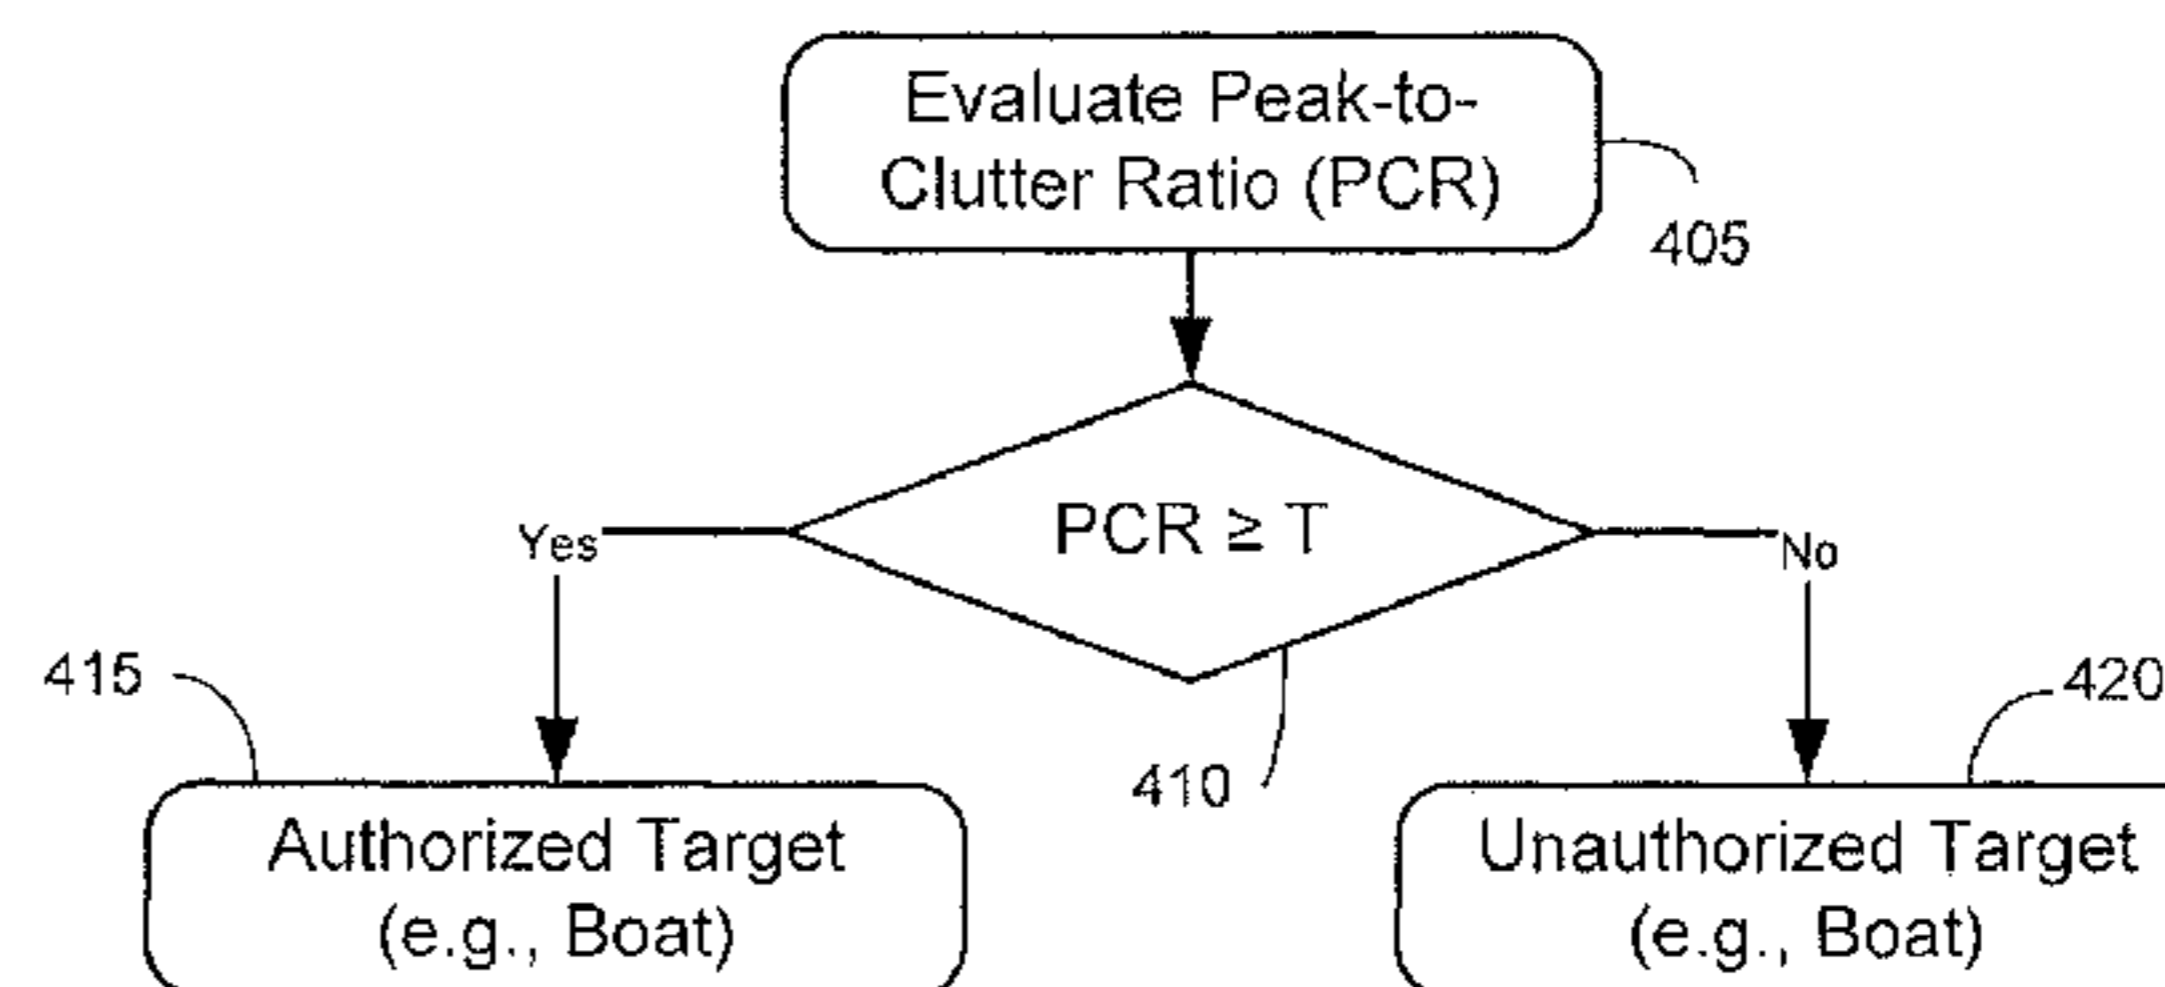 Evaluate Peak-to-
Clutter Ratio (PCR)
405
PCR ≥ T
Yes
No
415
420
410
Authorized Target
(e.g., Boat)
Unauthorized Target
(e.g., Boat)